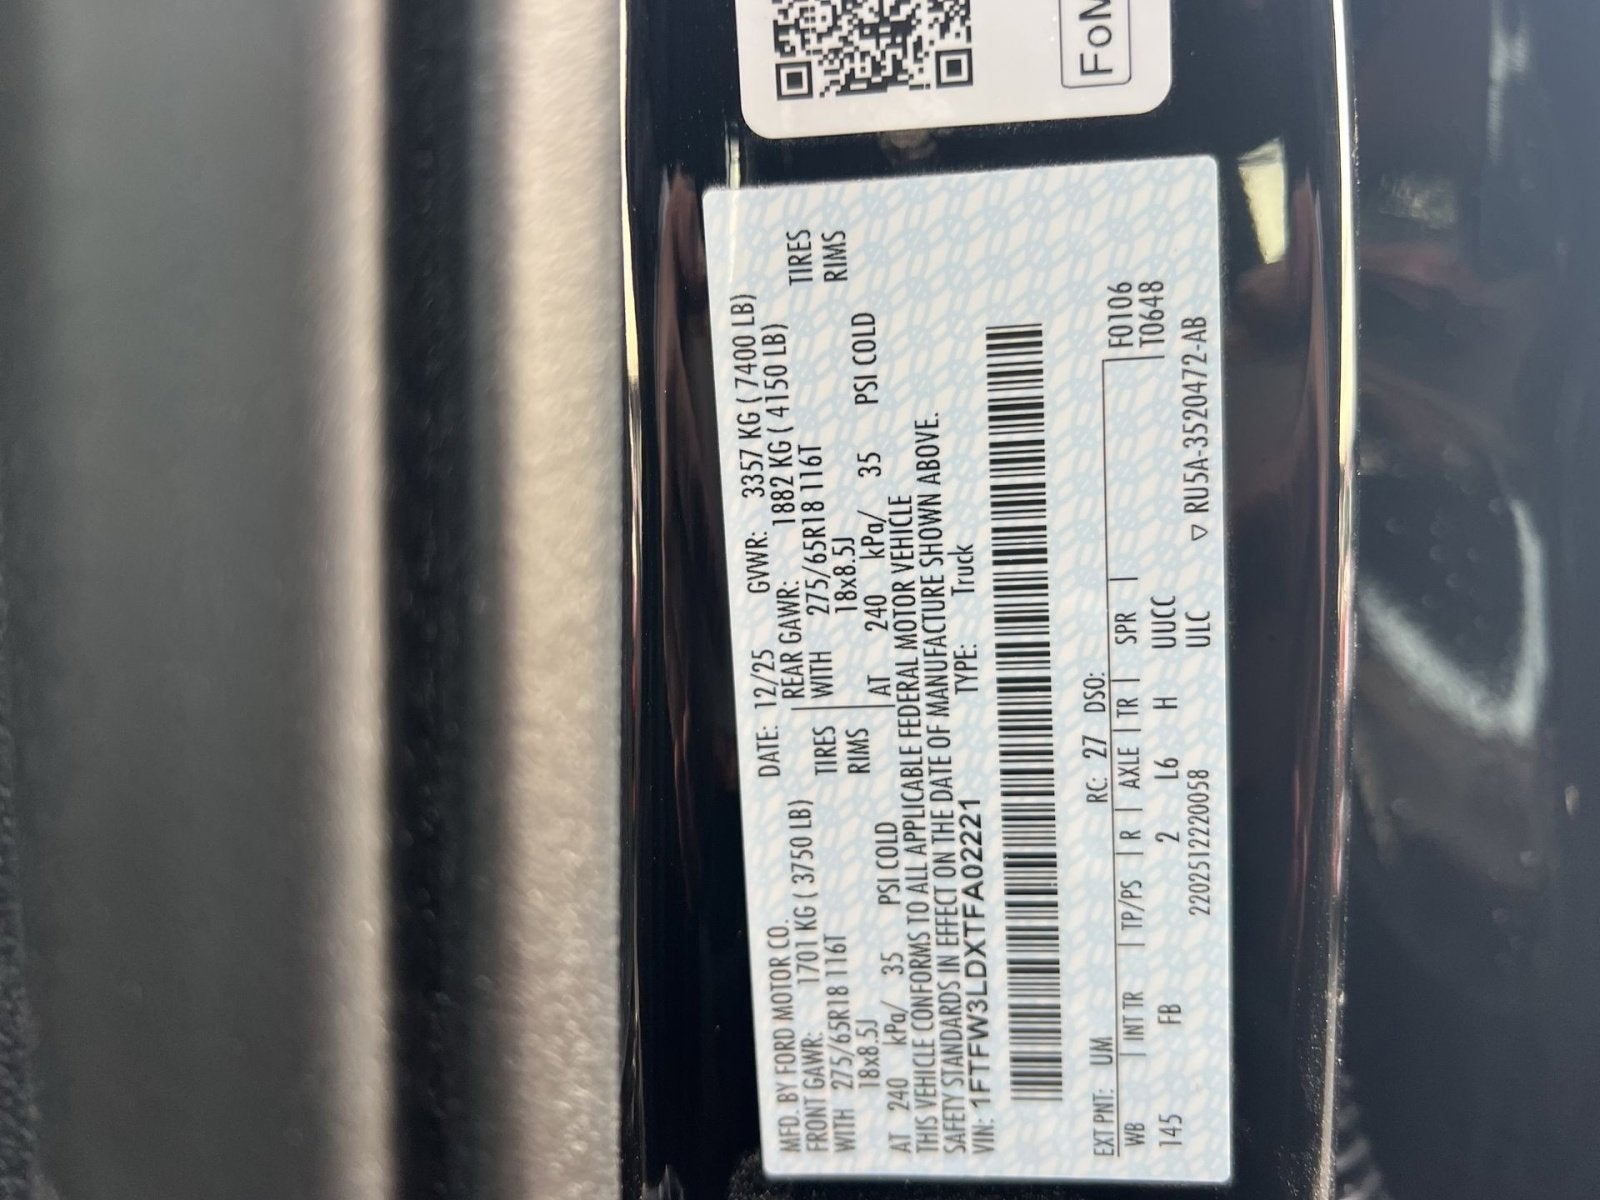 FoM
MFD. BY FORD MOTOR CO. DATE: 12/25 GVWR: 3357 KG ( 7400 LB)
FRONT GAWR: 1701 KG ( 3750 LB) REAR GAWR: 1882 KG ( 4150 LB)
WITH 275/65R18 116T TIRES WITH 275/65R18 116T TIRES
18x8.5J RIMS 18x8.5J RIMS
AT 240 kPa/ 35 PSI COLD AT 240 kPa/ 35 PSI COLD
THIS VEHICLE CONFORMS TO ALL APPLICABLE FEDERAL MOTOR VEHICLE
SAFETY STANDARDS IN EFFECT ON THE DATE OF MANUFACTURE SHOWN ABOVE.
VIN: 1FTFW3LDXTFA02221 TYPE: Truck
EXT PNT: UM RC: 27 DSO: F0106
WB | INT TR | TP/PS | R | AXLE | TR | SPR | T0648
145 FB 2 L6 H UUCC
2202512220058 ULC ▽ RU5A-3520472-AB